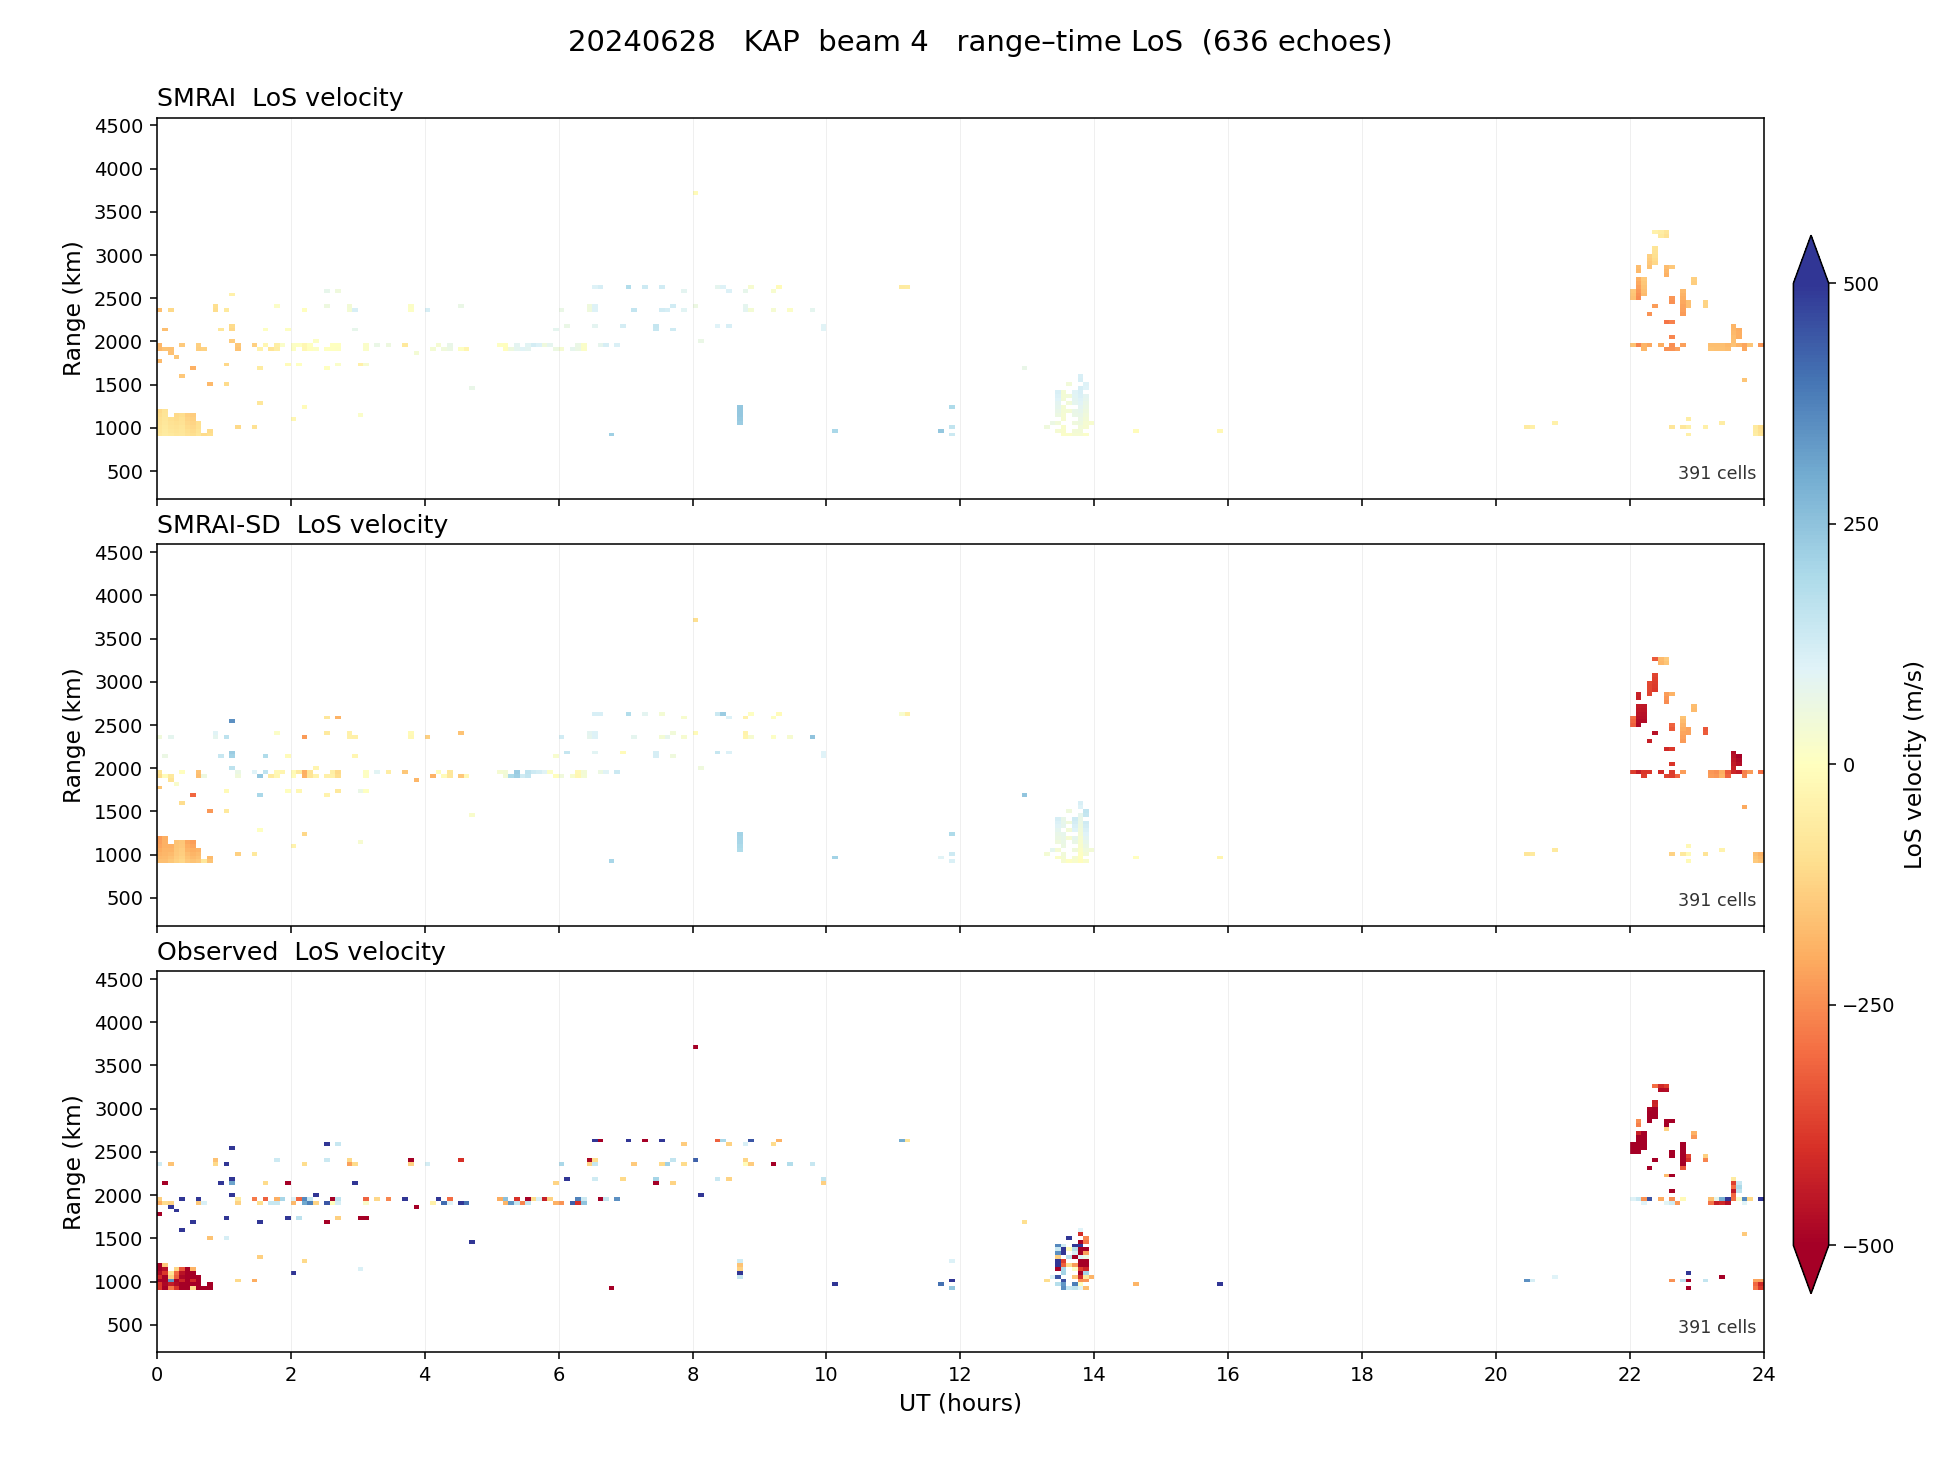 20240628   KAP  beam 4   range–time LoS  (636 echoes)
SMRAI  LoS velocity
4500
4000
3500
3000
2500
2000
1500
1000
500
Range (km)
391 cells
SMRAI-SD  LoS velocity
4500
4000
3500
3000
2500
2000
1500
1000
500
Range (km)
391 cells
Observed  LoS velocity
4500
4000
3500
3000
2500
2000
1500
1000
500
Range (km)
391 cells
0 2 4 6 8 10 12 14 16 18 20 22 24
UT (hours)
500
250
0
−250
−500
LoS velocity (m/s)